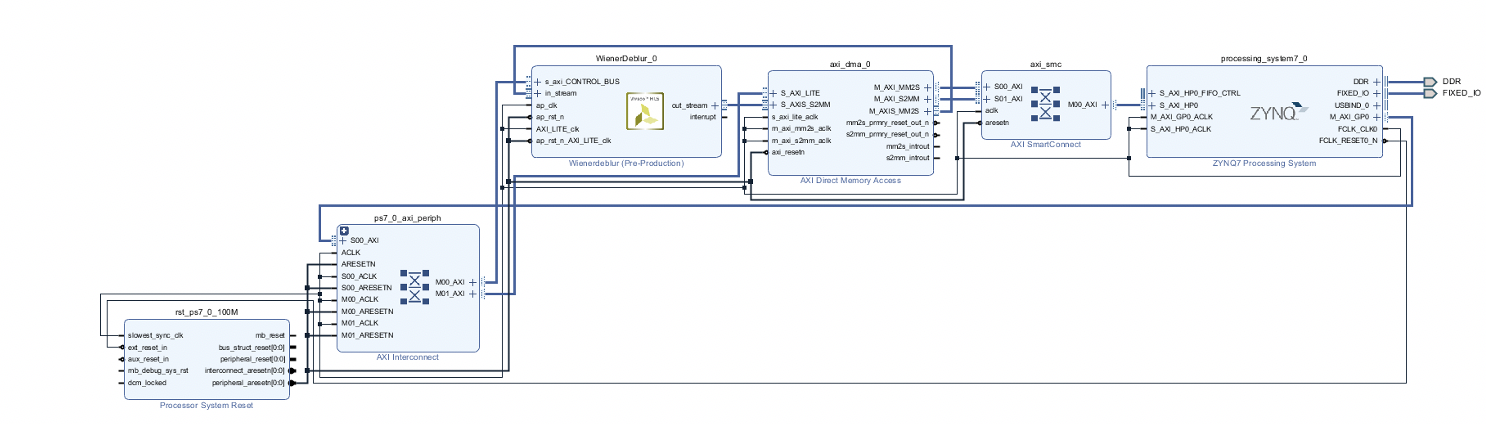 WienerDeblur_0
s_axi_CONTROL_BUS
in_stream
ap_clk
ap_rst_n
AXI_LITE_clk
ap_rst_n_AXI_LITE_clk
Vivado™ HLS
out_stream
interrupt
Wienerdeblur (Pre-Production)
axi_dma_0
S_AXI_LITE
S_AXIS_S2MM
s_axi_lite_aclk
m_axi_mm2s_aclk
m_axi_s2mm_aclk
axi_resetn
M_AXI_MM2S
M_AXI_S2MM
M_AXIS_MM2S
mm2s_prmry_reset_out_n
s2mm_prmry_reset_out_n
mm2s_introut
s2mm_introut
AXI Direct Memory Access
axi_smc
S00_AXI
S01_AXI
aclk
aresetn
M00_AXI
AXI SmartConnect
processing_system7_0
S_AXI_HP0_FIFO_CTRL
S_AXI_HP0
M_AXI_GP0_ACLK
S_AXI_HP0_ACLK
ZYNQ
DDR
FIXED_IO
USBIND_0
M_AXI_GP0
FCLK_CLK0
FCLK_RESET0_N
ZYNQ7 Processing System
DDR
FIXED_IO
ps7_0_axi_periph
S00_AXI
ACLK
ARESETN
S00_ACLK
S00_ARESETN
M00_ACLK
M00_ARESETN
M01_ACLK
M01_ARESETN
M00_AXI
M01_AXI
AXI Interconnect
rst_ps7_0_100M
slowest_sync_clk
ext_reset_in
aux_reset_in
mb_debug_sys_rst
dcm_locked
mb_reset
bus_struct_reset[0:0]
peripheral_reset[0:0]
interconnect_aresetn[0:0]
peripheral_aresetn[0:0]
Processor System Reset